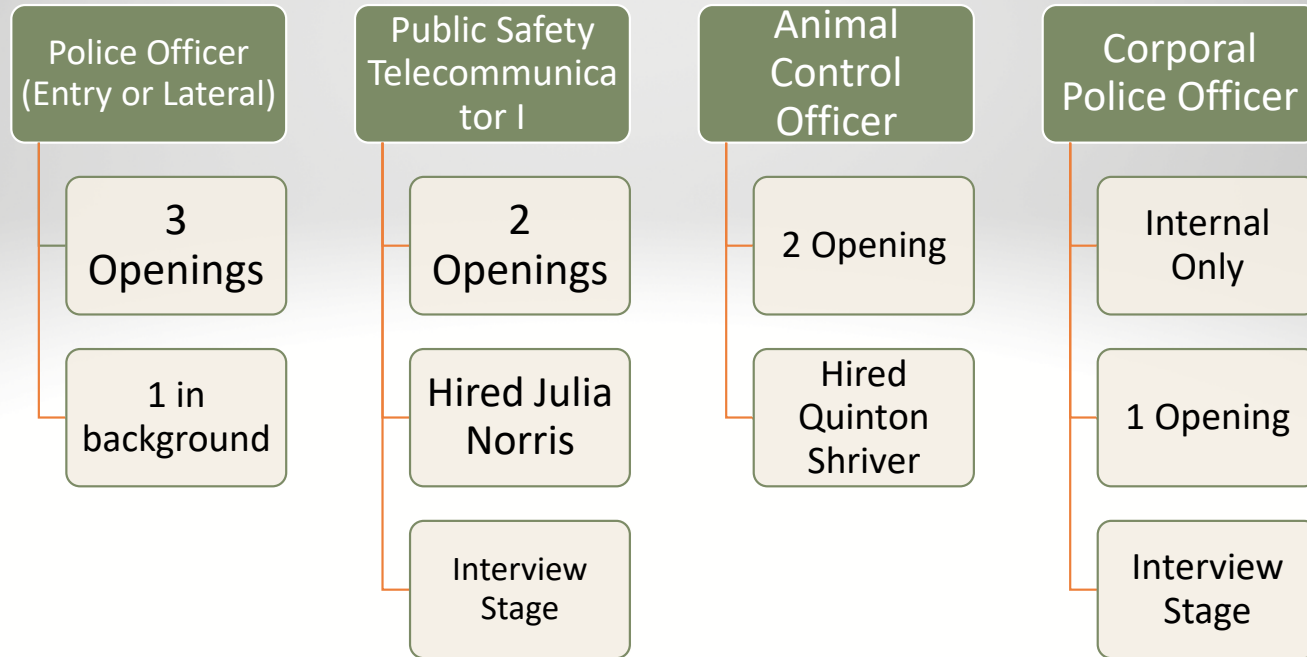 Police Officer
(Entry or Lateral)
3
Openings
1 in
background
Public Safety
Telecommunica
tor I
2
Openings
Hired Julia
Norris
Interview
Stage
Animal
Control
Officer
2 Opening
Hired
Quinton
Shriver
Corporal
Police Officer
Internal
Only
1 Opening
Interview
Stage